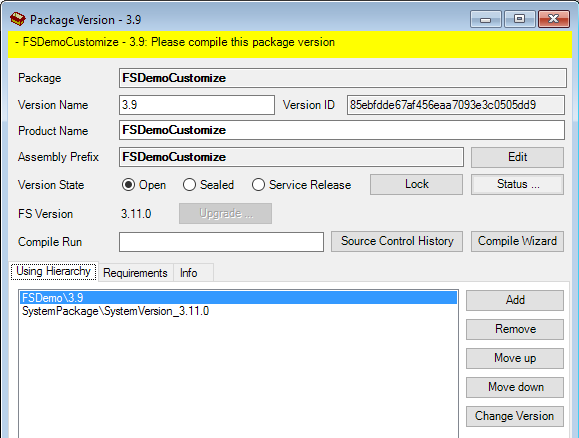 Package Version - 3.9
- FSDemoCustomize - 3.9: Please compile this package version
Package FSDemoCustomize
Version Name 3.9 Version ID 85ebfdde67af456eaa7093e3c0505dd9
Product Name FSDemoCustomize
Assembly Prefix FSDemoCustomize Edit
Version State Open Sealed Service Release Lock Status ...
FS Version 3.11.0 Upgrade ...
Compile Run Source Control History Compile Wizard
Using Hierarchy Requirements Info
FSDemo\3.9 Add
SystemPackage\SystemVersion_3.11.0
Remove
Move up
Move down
Change Version